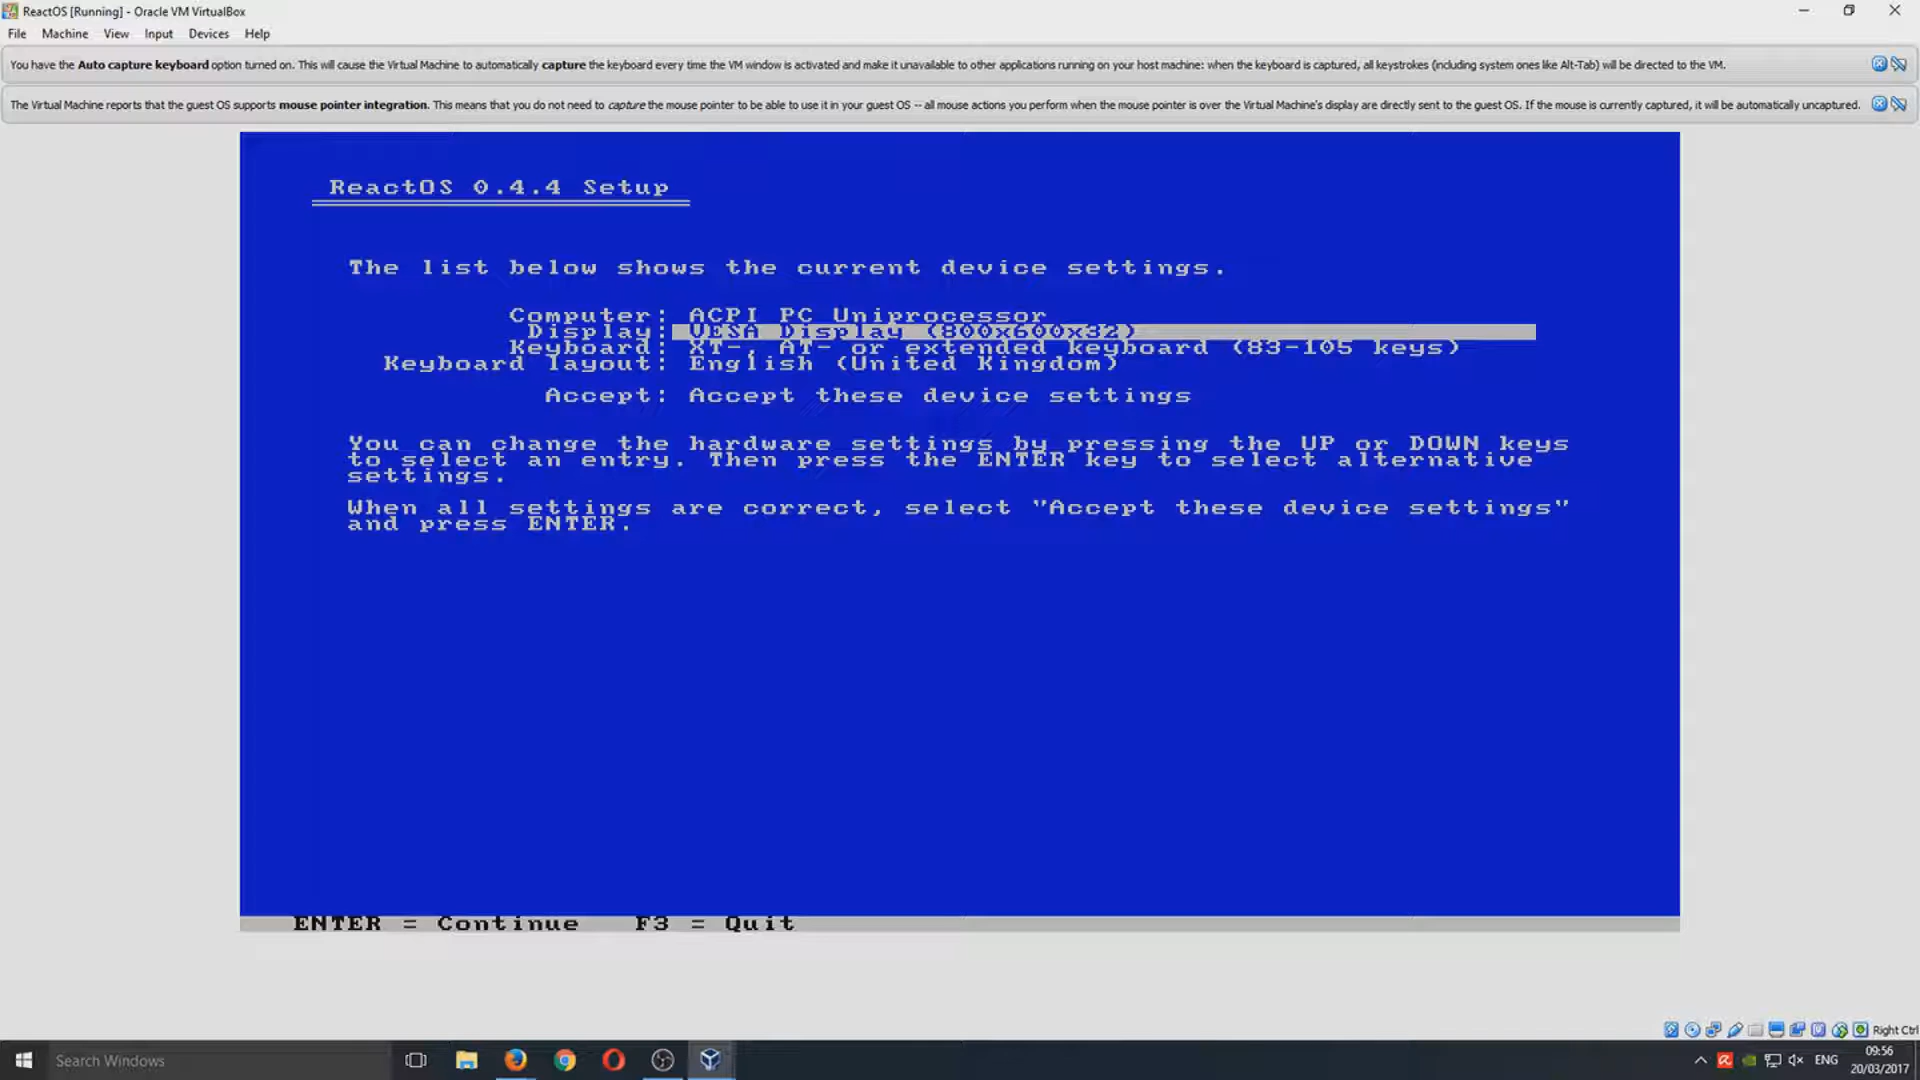 ReactOS [Running] - Oracle VM VirtualBox
File Machine View Input Devices Help
You have the Auto capture keyboard option turned on. This will cause the Virtual Machine to automatically capture the keyboard every time the VM window is activated and make it unavailable to other applications running on your host machine: when the keyboard is captured, all keystrokes (including system ones like Alt-Tab) will be directed to the VM.
The Virtual Machine reports that the guest OS supports mouse pointer integration. This means that you do not need to capture the mouse pointer to be able to use it in your guest OS -- all mouse actions you perform when the mouse pointer is over the Virtual Machine's display are directly sent to the guest OS. If the mouse is currently captured, it will be automatically uncaptured.
ReactOS 0.4.4 Setup
The list below shows the current device settings.
Computer: ACPI PC Uniprocessor
Display: VESA Display (800x600x32)
Keyboard: XT-, AT- or extended keyboard (83-105 keys)
Keyboard layout: English (United Kingdom)
Accept: Accept these device settings
You can change the hardware settings by pressing the UP or DOWN keys
to select an entry. Then press the ENTER key to select alternative
settings.
When all settings are correct, select "Accept these device settings"
and press ENTER.
ENTER = Continue F3 = Quit
Right Ctrl
Search Windows
ENG
09:56
20/03/2017